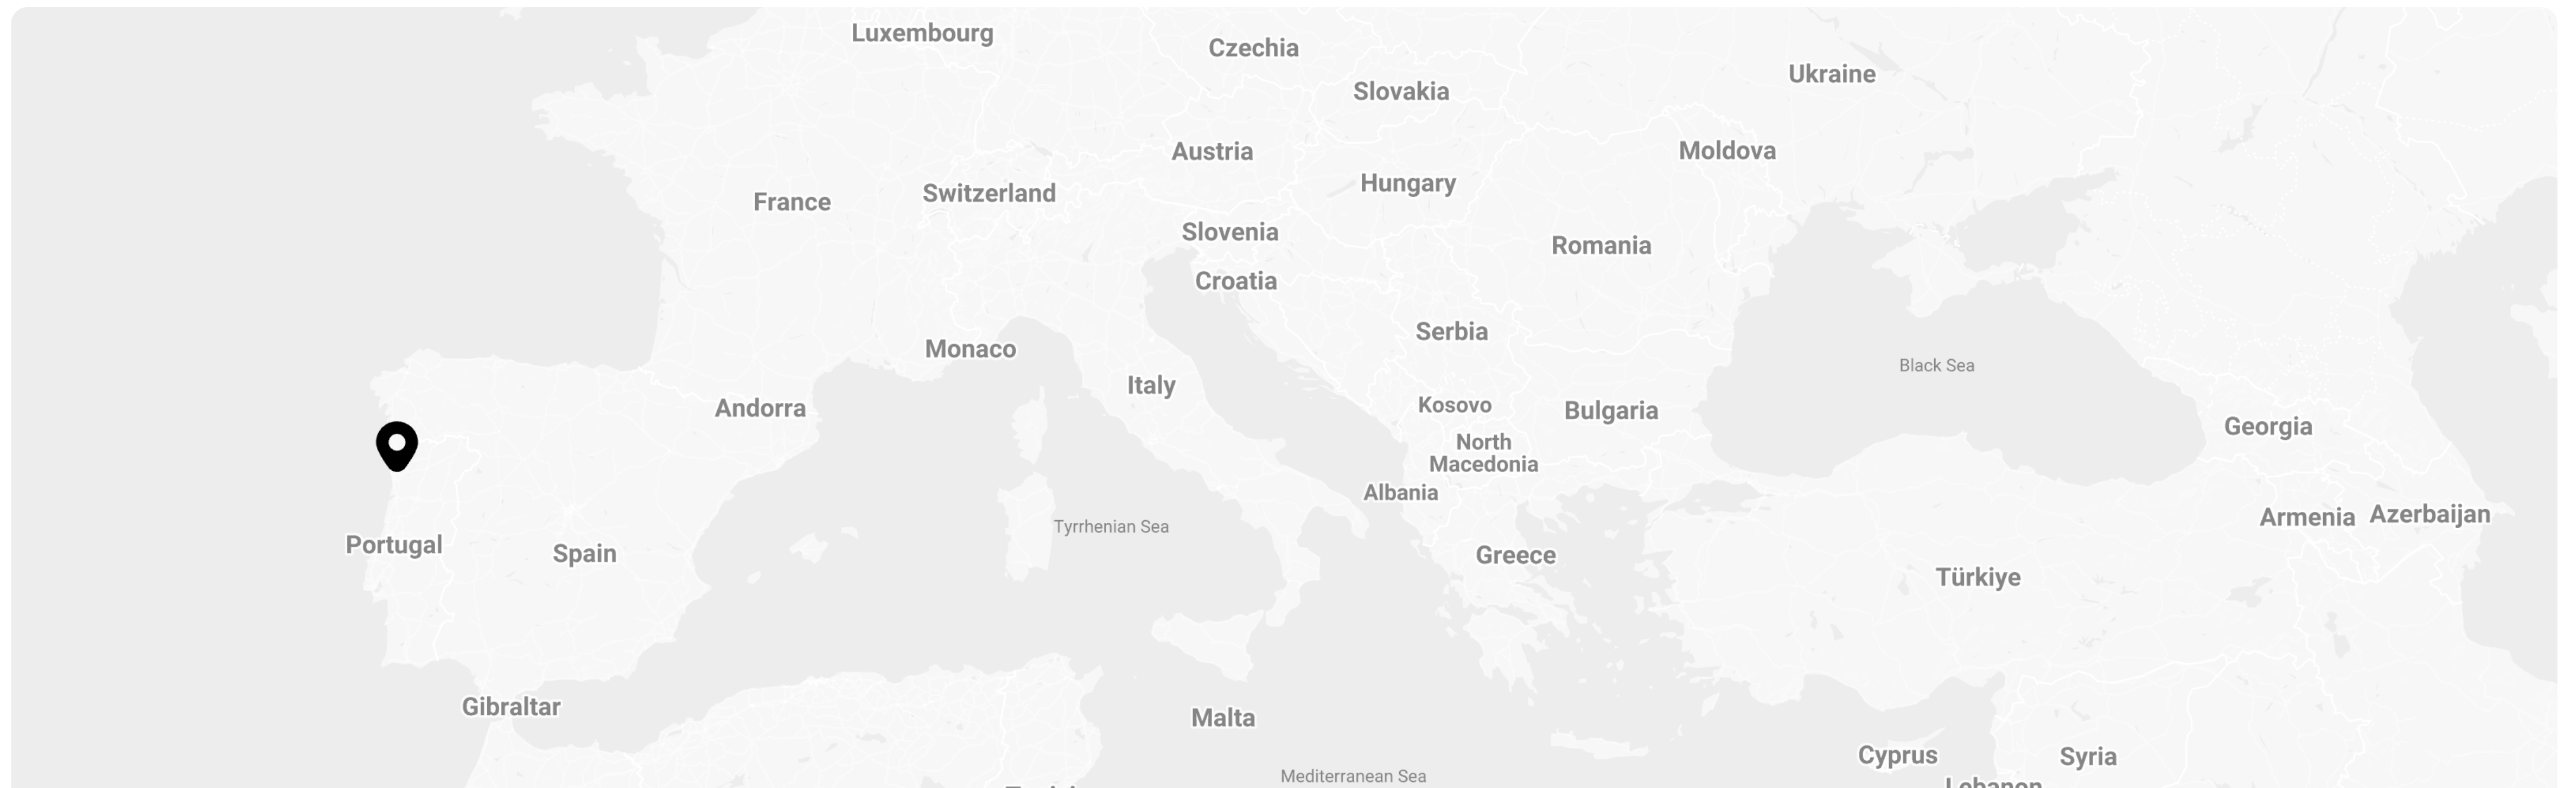 Luxembourg
Czechia
Ukraine
Slovakia
Austria
Moldova
Hungary
Switzerland
France
Slovenia
Romania
Croatia
Serbia
Monaco
Black Sea
Italy
Andorra
Kosovo
Bulgaria
Georgia
North
Macedonia
Albania
Tyrrhenian Sea
Armenia
Azerbaijan
Portugal
Spain
Greece
Türkiye
Gibraltar
Malta
Cyprus
Syria
Mediterranean Sea
Lebanon